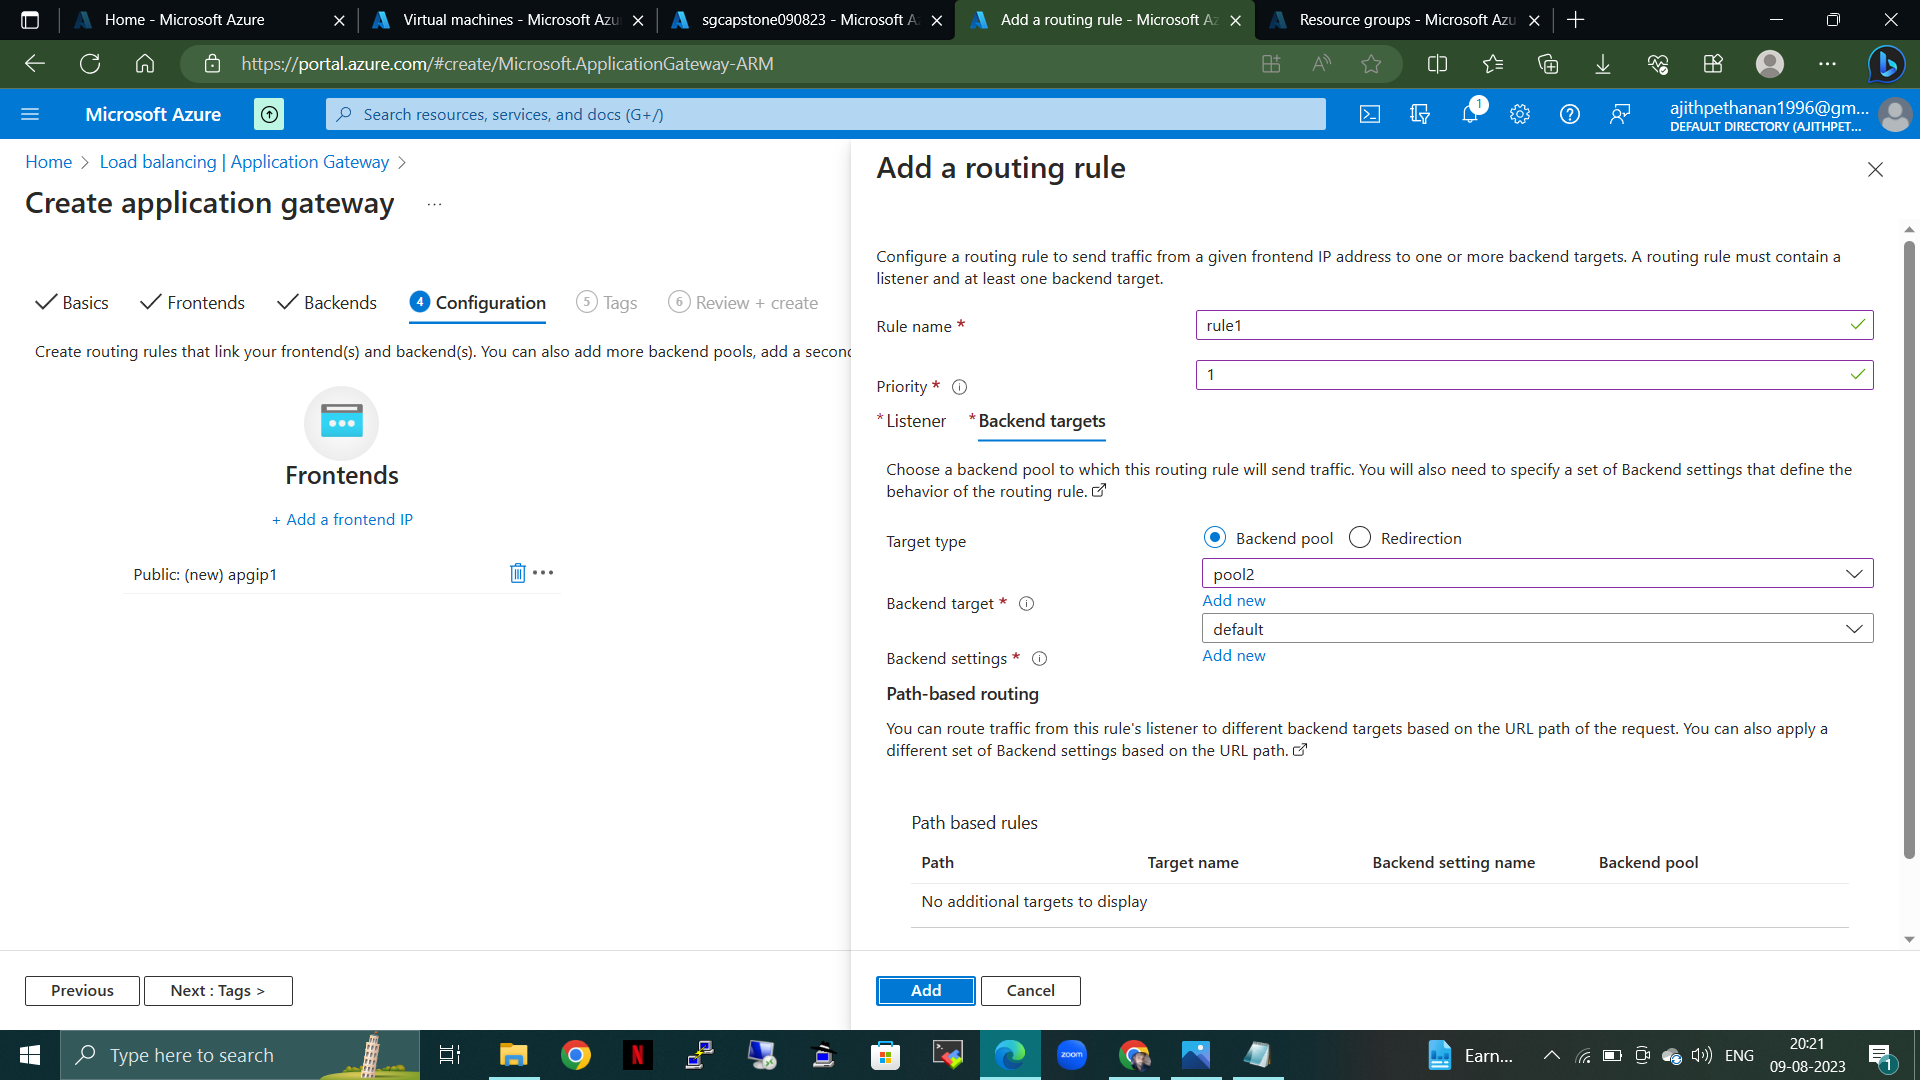 Home - Microsoft Azure
Virtual machines - Microsoft Azu
sgcapstone090823 - Microsoft A
Add a routing rule - Microsoft Az
Resource groups - Microsoft Azu
https://portal.azure.com/#create/Microsoft.ApplicationGateway-ARM
Microsoft Azure
Search resources, services, and docs (G+/)
1
ajithpethanan1996@gm...
DEFAULT DIRECTORY (AJITHPET...
Home > Load balancing | Application Gateway >
Create application gateway ...
Basics
Frontends
Backends
4 Configuration
5 Tags
6 Review + create
Create routing rules that link your frontend(s) and backend(s). You can also add more backend pools, add a second
Frontends
+ Add a frontend IP
Public: (new) apgip1
Previous
Next : Tags >
Add a routing rule
Configure a routing rule to send traffic from a given frontend IP address to one or more backend targets. A routing rule must contain a
listener and at least one backend target.
Rule name *
rule1
Priority *
1
* Listener
* Backend targets
Choose a backend pool to which this routing rule will send traffic. You will also need to specify a set of Backend settings that define the
behavior of the routing rule.
Target type
Backend pool
Redirection
Backend target *
pool2
Add new
Backend settings *
default
Add new
Path-based routing
You can route traffic from this rule's listener to different backend targets based on the URL path of the request. You can also apply a
different set of Backend settings based on the URL path.
Path based rules
Path Target name Backend setting name Backend pool
No additional targets to display
Add
Cancel
Type here to search
zoom
Earn...
ENG
20:21
09-08-2023
1